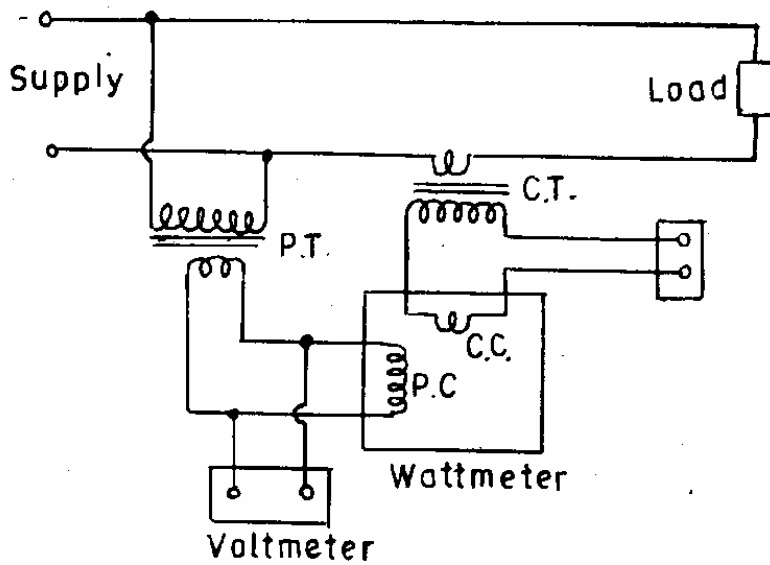 Supply
Load
C.T.
P.T.
C.C.
P.C
Wattmeter
Voltmeter